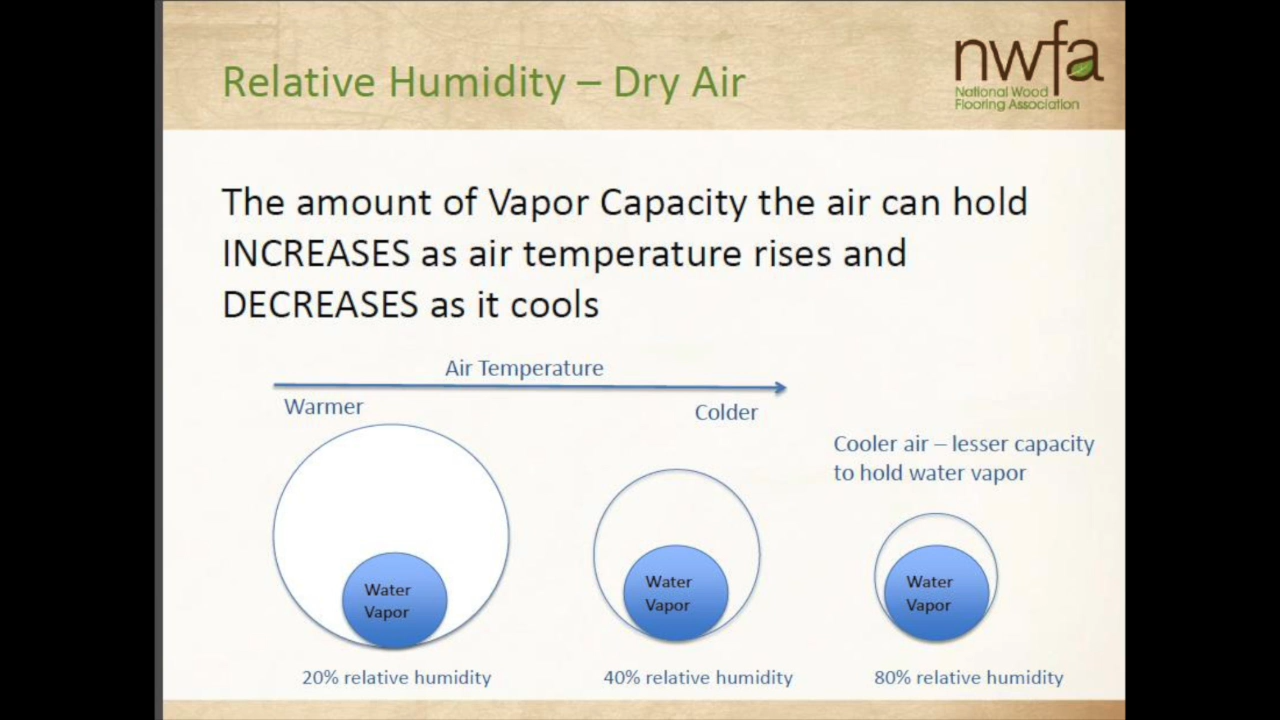 Relative Humidity – Dry Air
nwfa
National Wood
Flooring Association
The amount of Vapor Capacity the air can hold
INCREASES as air temperature rises and
DECREASES as it cools
Air Temperature
Warmer
Colder
Cooler air – lesser capacity
to hold water vapor
Water
Vapor
Water
Vapor
Water
Vapor
20% relative humidity
40% relative humidity
80% relative humidity